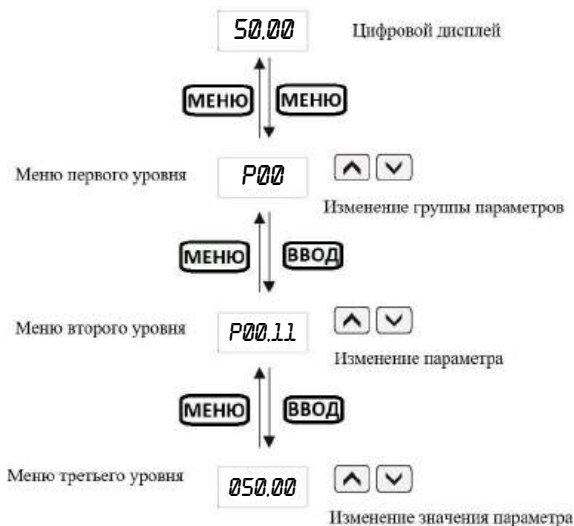 50.00 Цифровой дисплей
МЕНЮ МЕНЮ
Меню первого уровня P00
Изменение группы параметров
МЕНЮ ВВОД
Меню второго уровня P00.11
Изменение параметра
МЕНЮ ВВОД
Меню третьего уровня 050.00
Изменение значения параметра